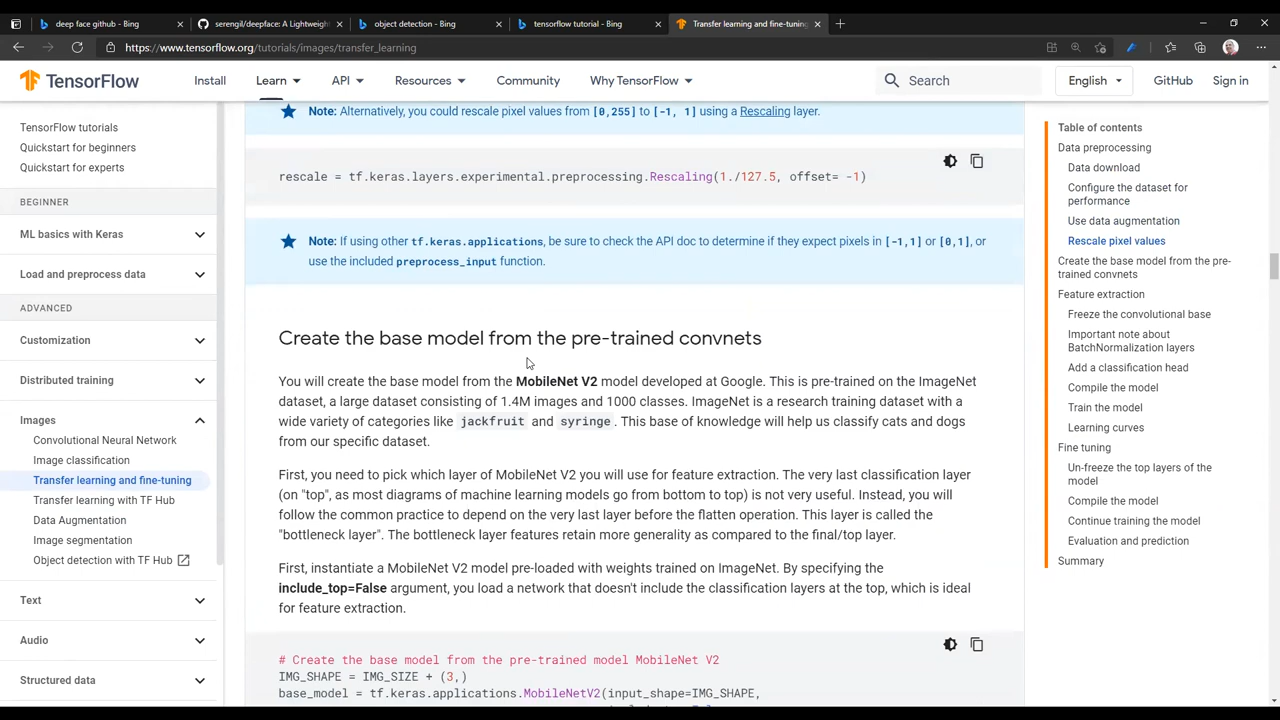 deep face github - Bing
serengil/deepface: A Lightweigh
object detection - Bing
tensorflow tutorial - Bing
Transfer learning and fine-tuning
https://www.tensorflow.org/tutorials/images/transfer_learning
TensorFlow
Install
Learn
API
Resources
Community
Why TensorFlow
Search
English
GitHub
Sign in
TensorFlow tutorials
Quickstart for beginners
Quickstart for experts
BEGINNER
ML basics with Keras
Load and preprocess data
ADVANCED
Customization
Distributed training
Images
Convolutional Neural Network
Image classification
Transfer learning and fine-tuning
Transfer learning with TF Hub
Data Augmentation
Image segmentation
Object detection with TF Hub
Text
Audio
Structured data
Note: Alternatively, you could rescale pixel values from [0,255] to [-1, 1] using a Rescaling layer.
rescale = tf.keras.layers.experimental.preprocessing.Rescaling(1./127.5, offset= -1)
Note: If using other tf.keras.applications, be sure to check the API doc to determine if they expect pixels in [-1,1] or [0,1], or
use the included preprocess_input function.
Create the base model from the pre-trained convnets
You will create the base model from the MobileNet V2 model developed at Google. This is pre-trained on the ImageNet
dataset, a large dataset consisting of 1.4M images and 1000 classes. ImageNet is a research training dataset with a
wide variety of categories like jackfruit and syringe. This base of knowledge will help us classify cats and dogs
from our specific dataset.
First, you need to pick which layer of MobileNet V2 you will use for feature extraction. The very last classification layer
(on "top", as most diagrams of machine learning models go from bottom to top) is not very useful. Instead, you will
follow the common practice to depend on the very last layer before the flatten operation. This layer is called the
"bottleneck layer". The bottleneck layer features retain more generality as compared to the final/top layer.
First, instantiate a MobileNet V2 model pre-loaded with weights trained on ImageNet. By specifying the
include_top=False argument, you load a network that doesn't include the classification layers at the top, which is ideal
for feature extraction.
# Create the base model from the pre-trained model MobileNet V2
IMG_SHAPE = IMG_SIZE + (3,)
base_model = tf.keras.applications.MobileNetV2(input_shape=IMG_SHAPE,
Table of contents
Data preprocessing
Data download
Configure the dataset for
performance
Use data augmentation
Rescale pixel values
Create the base model from the pre-
trained convnets
Feature extraction
Freeze the convolutional base
Important note about
BatchNormalization layers
Add a classification head
Compile the model
Train the model
Learning curves
Fine tuning
Un-freeze the top layers of the
model
Compile the model
Continue training the model
Evaluation and prediction
Summary